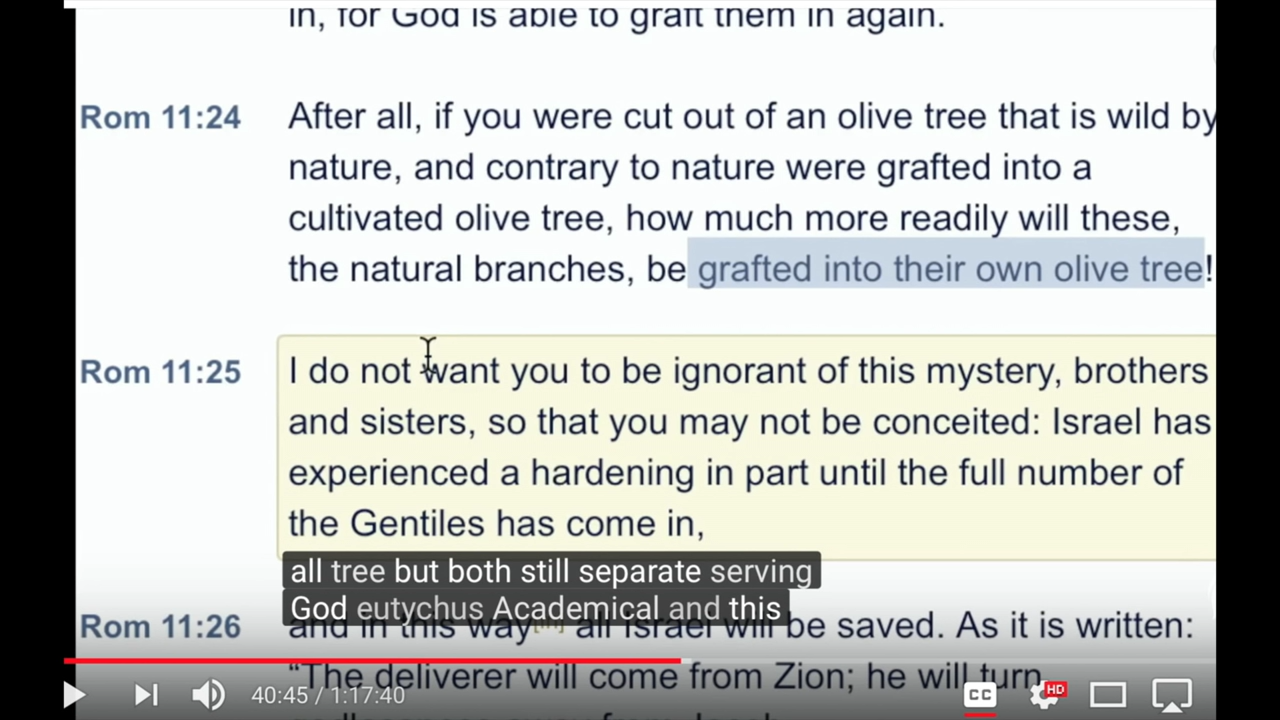 in, for God is able to graft them in again.
Rom 11:24 After all, if you were cut out of an olive tree that is wild by
nature, and contrary to nature were grafted into a
cultivated olive tree, how much more readily will these,
the natural branches, be grafted into their own olive tree!
Rom 11:25 I do not want you to be ignorant of this mystery, brothers
and sisters, so that you may not be conceited: Israel has
experienced a hardening in part until the full number of
the Gentiles has come in,
all tree but both still separate serving
God eutychus Academical and this
Rom 11:26 and in this way all Israel will be saved. As it is written:
“The deliverer will come from Zion; he will turn
40:45 / 1:17:40
CC
HD